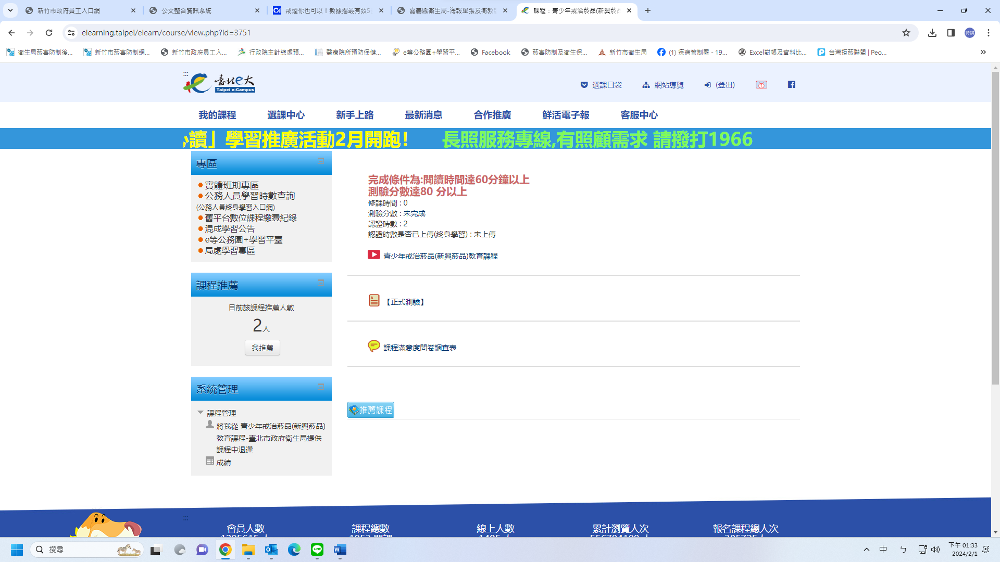 新竹市政府員工入口網
公文整合資訊系統
戒煙你也可以！數據揭最有效5
嘉義縣衛生局-海報單張及衛教
課程：青少年戒治菸品(新興菸品
elearning.taipei/elearn/course/view.php?id=3751
詩祺
衛生局菸害防制後...
新竹市菸害防制網...
新竹市政府員工入...
行政院主計總處預...
醫療院所預防保健...
e等公務園+學習平...
Facebook
菸害防制及衛生保...
新竹市衛生局
(1) 疾病管制署 - 19...
Excel對帳及資料比...
台灣拒菸聯盟 | Peo...
:::
臺北e大
Taipei e-Campus
選課口袋
網站導覽
(登出)
我的課程
選課中心
新手上路
最新消息
合作推廣
鮮活電子報
客服中心
讀」學習推廣活動2月開跑!
長照服務專線,有照顧需求 請撥打1966
專區
實體班期專區
公務人員學習時數查詢
(公務人員終身學習入口網)
舊平台數位課程繳費紀錄
混成學習公告
e等公務園+學習平臺
局處學習專區
課程推薦
目前該課程推薦人數
2人
我推薦
系統管理
課程管理
將我從 青少年戒治菸品(新興菸品)
教育課程-臺北市政府衛生局提供
課程中退選
成績
完成條件為:閱讀時間達60分鐘以上
測驗分數達80 分以上
修課時間 : 0
測驗分數 : 未完成
認證時數 : 2
認證時數是否已上傳(終身學習) : 未上傳
青少年戒治菸品(新興菸品)教育課程
【正式測驗】
課程滿意度問卷調查表
推薦課程
:::
會員人數
課程總數
線上人數
累計瀏覽人次
報名課程總人次
搜尋
中
ㄅ
下午 01:33
2024/2/1